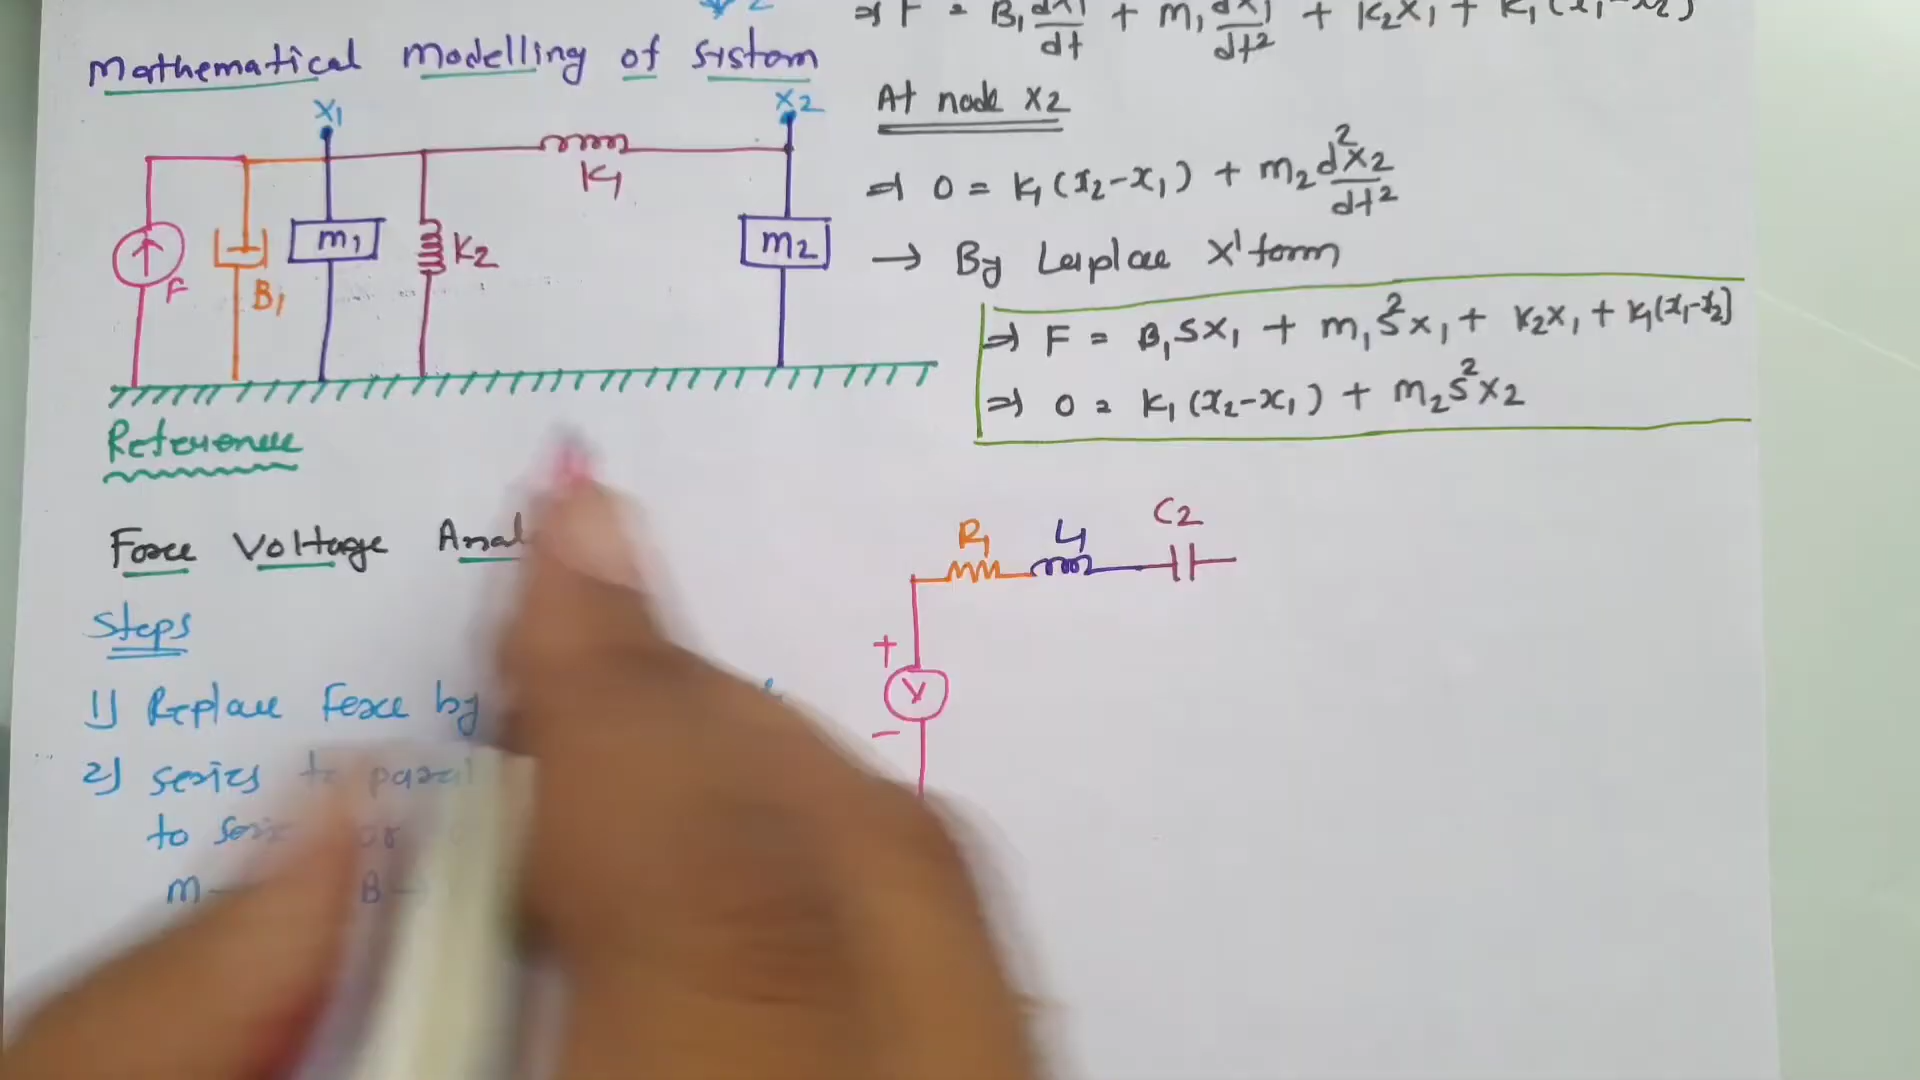 ⇒ F = B₁ dx₁/dt + m₁ dx₁/dt² + K₂x₁ + K₁(x₁-x₂)
Mathematical Modelling of System
X₁
X₂
K₁
F
B₁
m₁
K₂
m₂
Reference
At node x₂
⇒ 0 = K₁(x₂-x₁) + m₂ d²x₂/dt²
→ By Laplace X'form
⇒ F = B₁Sx₁ + m₁S²x₁ + K₂x₁ + K₁(x₁-x₂]
⇒ 0 = K₁(x₂-x₁) + m₂S²x₂
Force Voltage
Steps
1) Replace Force by
2) series to
to
m B
R₁ L₁ C₂
+
V
-